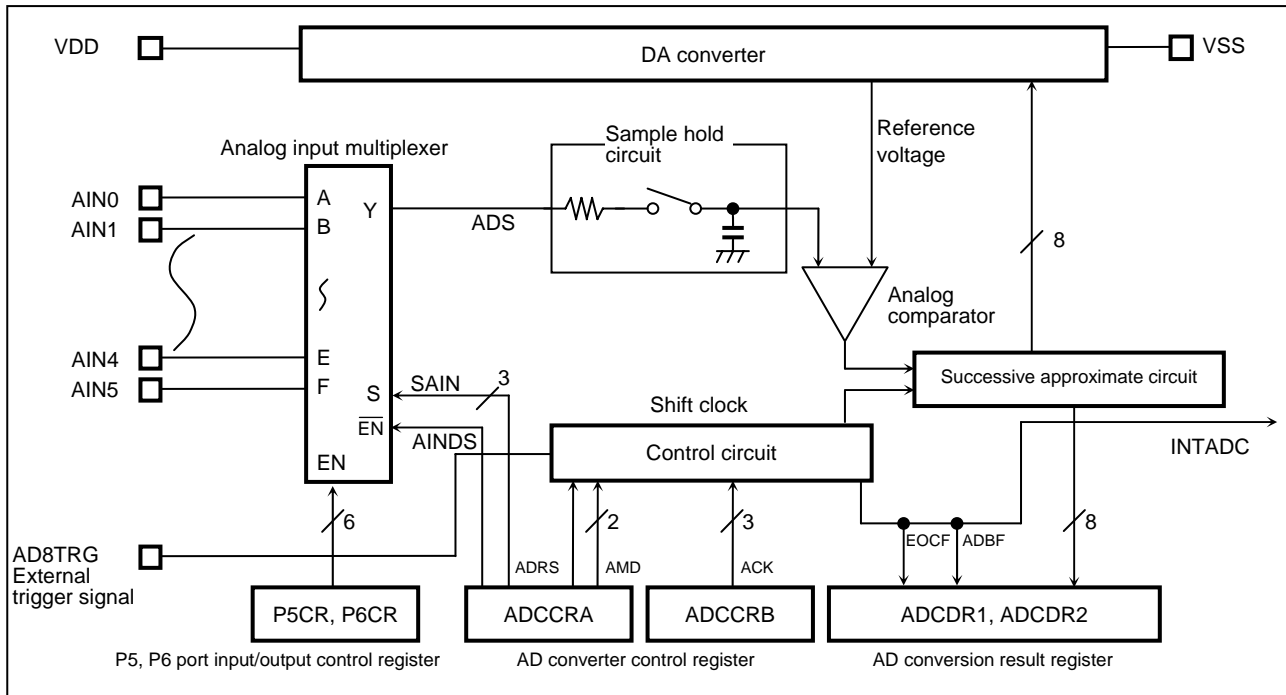 VDD
DA converter
VSS
Analog input multiplexer
Sample hold
circuit
Reference
voltage
AIN0
A
Y
AIN1
B
ADS
8
Analog
comparator
AIN4
E
AIN5
F
SAIN
3
S
Successive approximate circuit
Shift clock
EN
AINDS
Control circuit
INTADC
EN
6
2
3
8
EOCF
ADBF
AD8TRG
External
trigger signal
ADRS
AMD
ACK
P5CR, P6CR
ADCCRA
ADCCRB
ADCDR1, ADCDR2
P5, P6 port input/output control register
AD converter control register
AD conversion result register